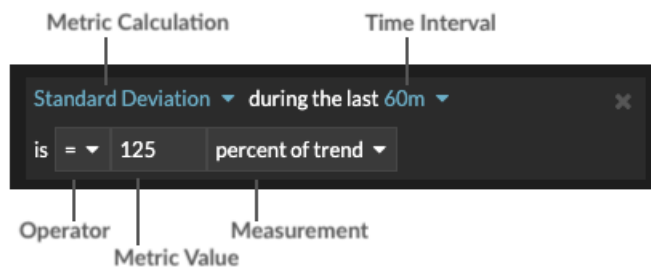 Metric Calculation
Time Interval
Standard Deviation during the last 60m
is = 125 percent of trend
Operator
Measurement
Metric Value